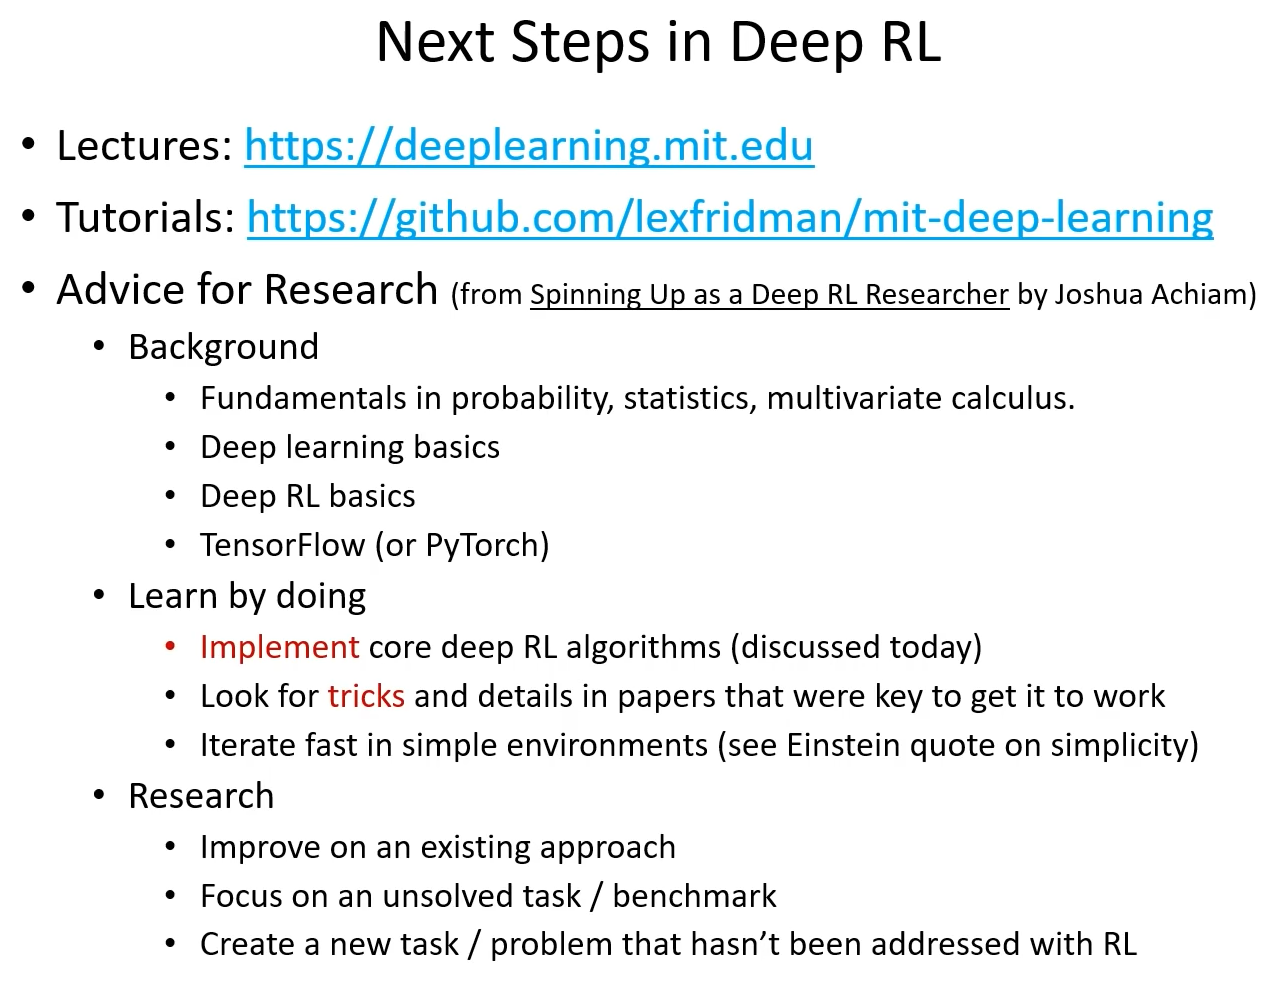 Next Steps in Deep RL
• Lectures: https://deeplearning.mit.edu
• Tutorials: https://github.com/lexfridman/mit-deep-learning
• Advice for Research (from Spinning Up as a Deep RL Researcher by Joshua Achiam)
• Background
• Fundamentals in probability, statistics, multivariate calculus.
• Deep learning basics
• Deep RL basics
• TensorFlow (or PyTorch)
• Learn by doing
• Implement core deep RL algorithms (discussed today)
• Look for tricks and details in papers that were key to get it to work
• Iterate fast in simple environments (see Einstein quote on simplicity)
• Research
• Improve on an existing approach
• Focus on an unsolved task / benchmark
• Create a new task / problem that hasn’t been addressed with RL